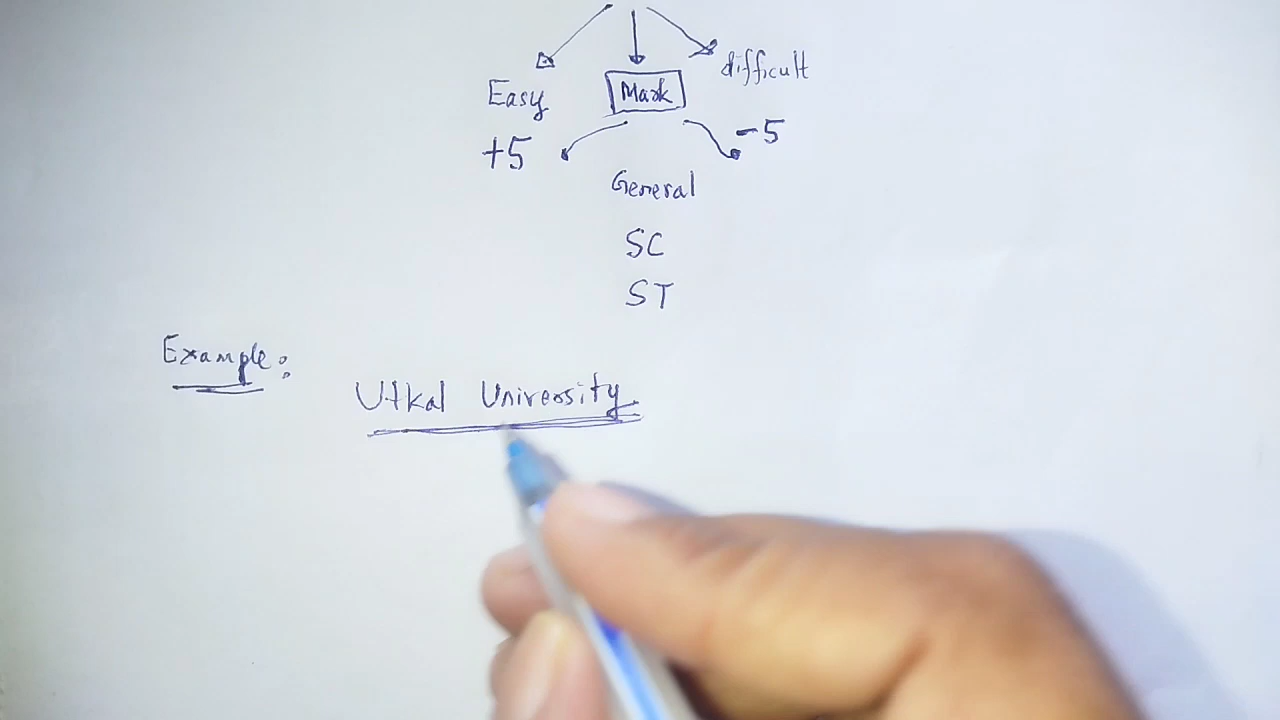 Easy
Mark
difficult
+5
-5
General
SC
ST
Example:
Utkal University